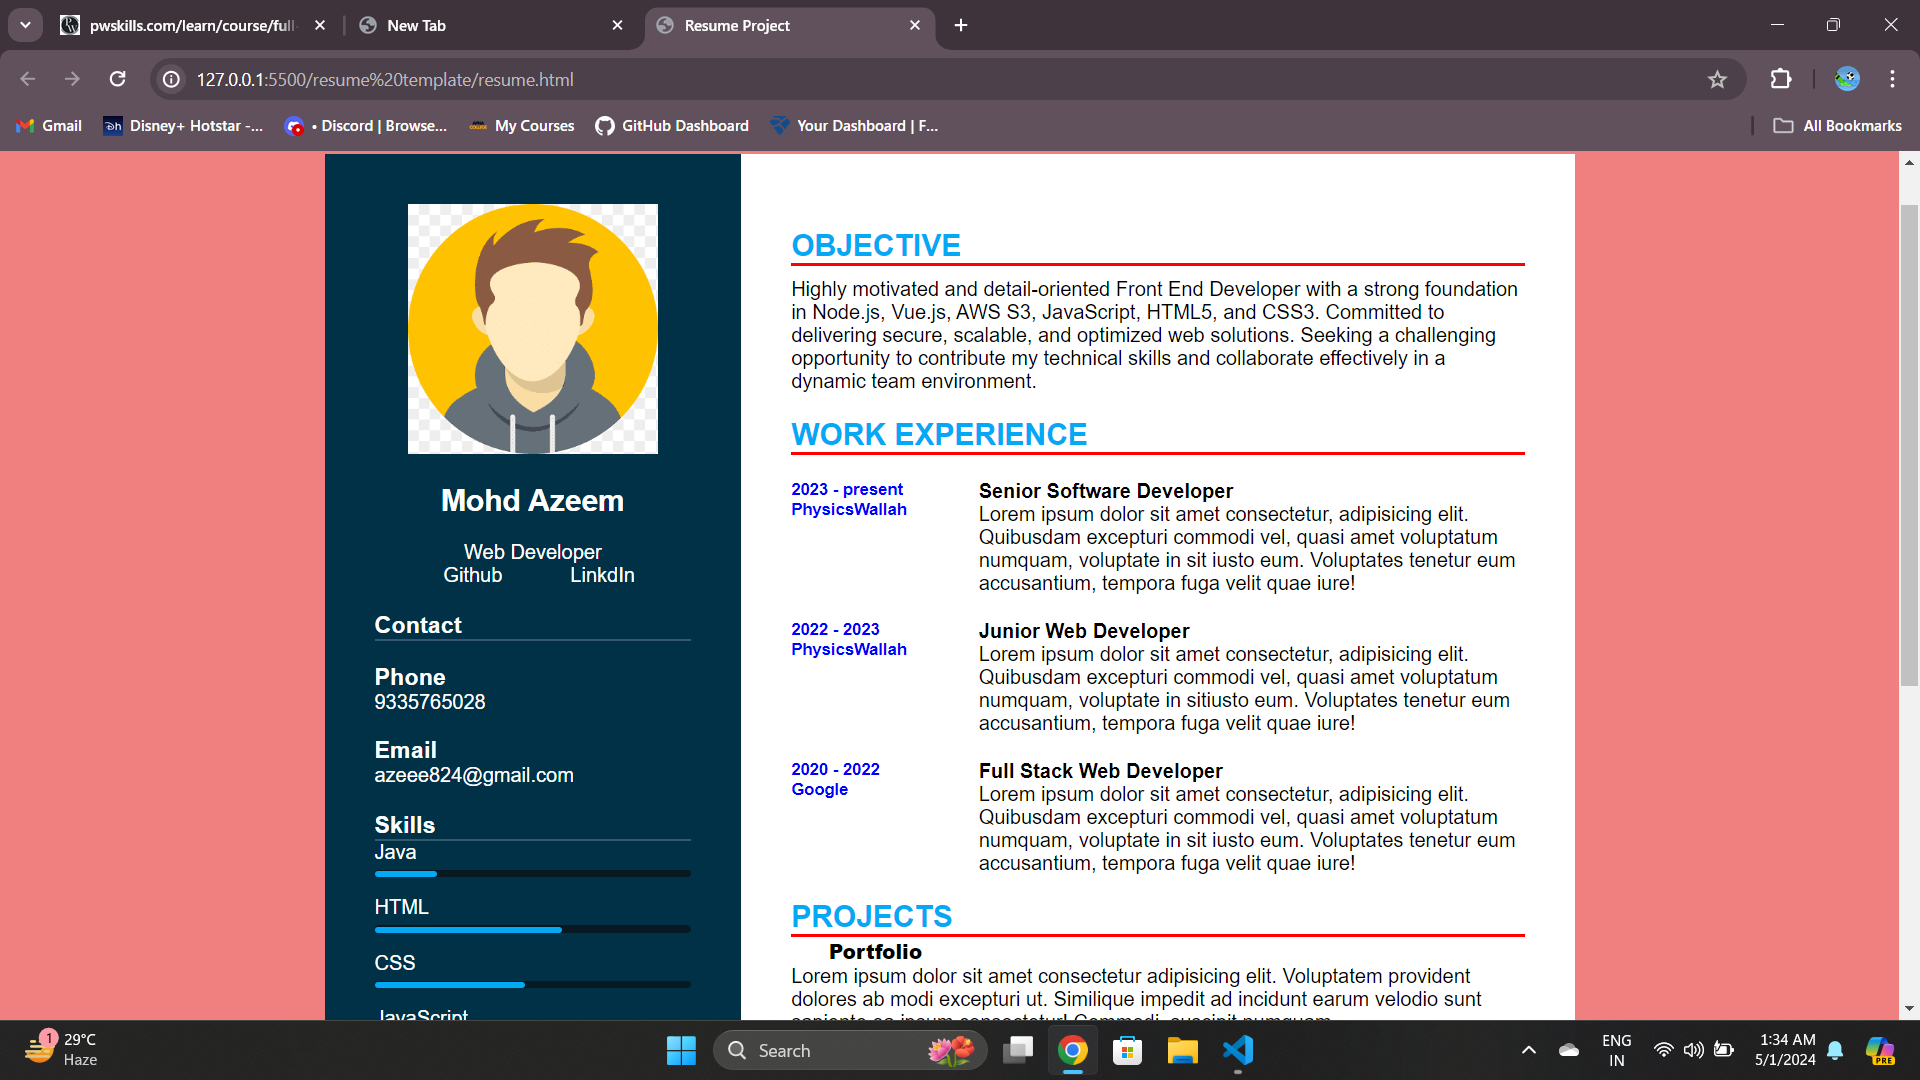 pwskills.com/learn/course/full-
New Tab
Resume Project
127.0.0.1:5500/resume%20template/resume.html
Gmail
Disney+ Hotstar -...
• Discord | Browse...
My Courses
GitHub Dashboard
Your Dashboard | F...
All Bookmarks
Mohd Azeem
Web Developer
Github LinkdIn
Contact
Phone
9335765028
Email
azeee824@gmail.com
Skills
Java
HTML
CSS
JavaScript
OBJECTIVE
Highly motivated and detail-oriented Front End Developer with a strong foundation
in Node.js, Vue.js, AWS S3, JavaScript, HTML5, and CSS3. Committed to
delivering secure, scalable, and optimized web solutions. Seeking a challenging
opportunity to contribute my technical skills and collaborate effectively in a
dynamic team environment.
WORK EXPERIENCE
2023 - present
PhysicsWallah
Senior Software Developer
Lorem ipsum dolor sit amet consectetur, adipisicing elit.
Quibusdam excepturi commodi vel, quasi amet voluptatum
numquam, voluptate in sit iusto eum. Voluptates tenetur eum
accusantium, tempora fuga velit quae iure!
2022 - 2023
PhysicsWallah
Junior Web Developer
Lorem ipsum dolor sit amet consectetur, adipisicing elit.
Quibusdam excepturi commodi vel, quasi amet voluptatum
numquam, voluptate in sitiusto eum. Voluptates tenetur eum
accusantium, tempora fuga velit quae iure!
2020 - 2022
Google
Full Stack Web Developer
Lorem ipsum dolor sit amet consectetur, adipisicing elit.
Quibusdam excepturi commodi vel, quasi amet voluptatum
numquam, voluptate in sit iusto eum. Voluptates tenetur eum
accusantium, tempora fuga velit quae iure!
PROJECTS
Portfolio
Lorem ipsum dolor sit amet consectetur adipisicing elit. Voluptatem provident
dolores ab modi excepturi ut. Similique impedit ad incidunt earum velodio sunt
sapiente ea ipsum consectetur! Commodi, suscipit numquam
1
29°C
Haze
Search
ENG
IN
1:34 AM
5/1/2024
PRE